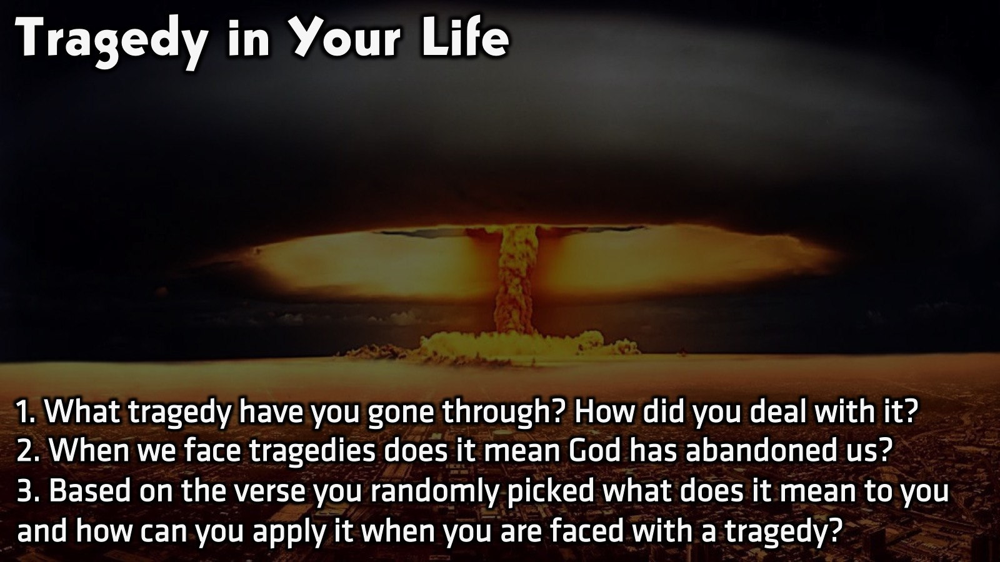 Tragedy in Your Life
1. What tragedy have you gone through? How did you deal with it?
2. When we face tragedies does it mean God has abandoned us?
3. Based on the verse you randomly picked what does it mean to you
and how can you apply it when you are faced with a tragedy?